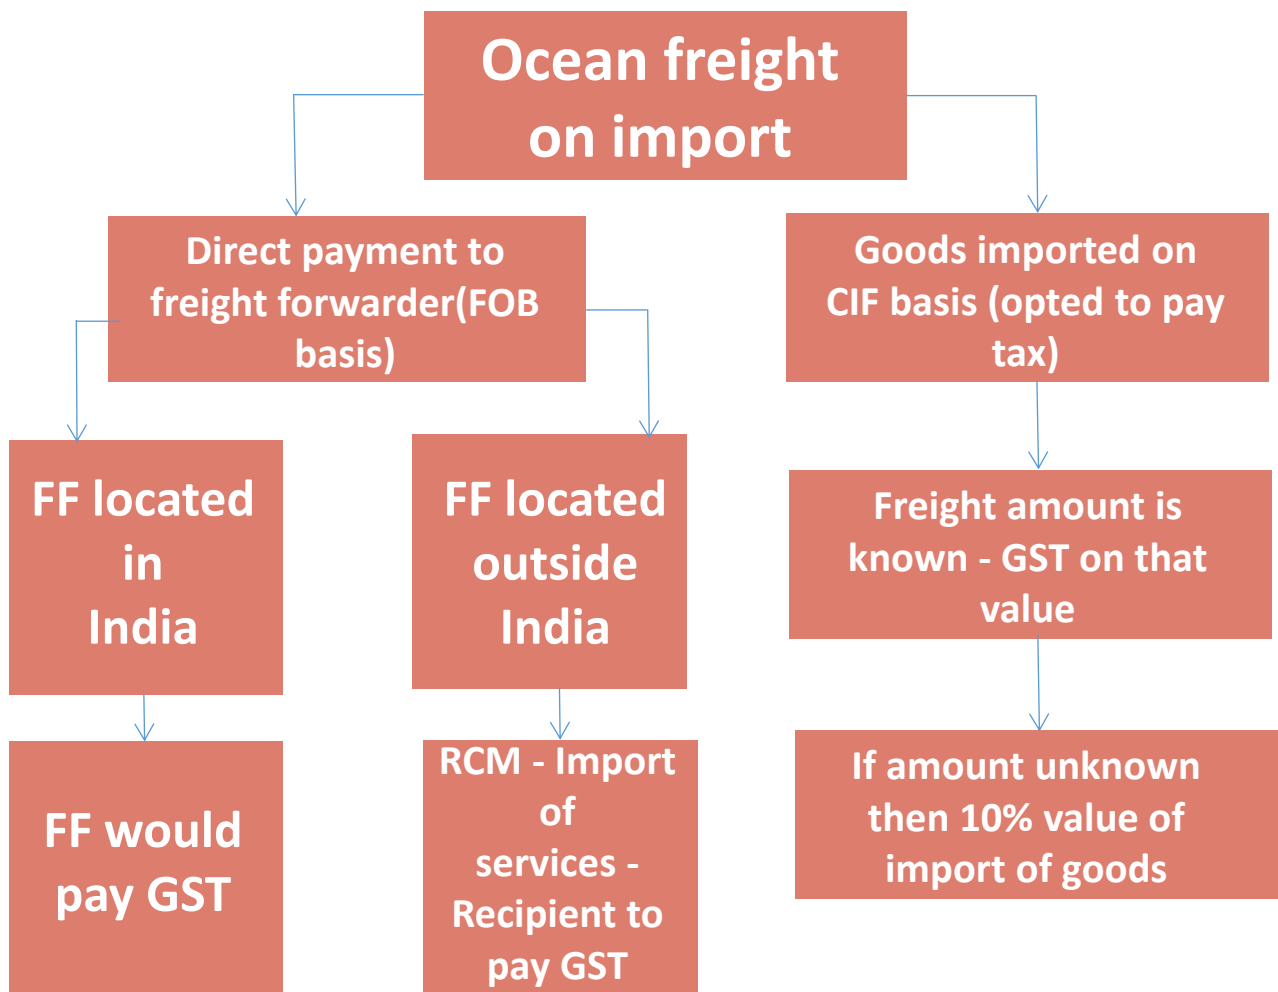 Ocean freight
on import
Direct payment to
freight forwarder(FOB
basis)
Goods imported on
CIF basis (opted to pay
tax)
FF located
in
India
FF located
outside
India
Freight amount is
known - GST on that
value
FF would
pay GST
RCM - Import
of
services -
Recipient to
pay GST
If amount unknown
then 10% value of
import of goods